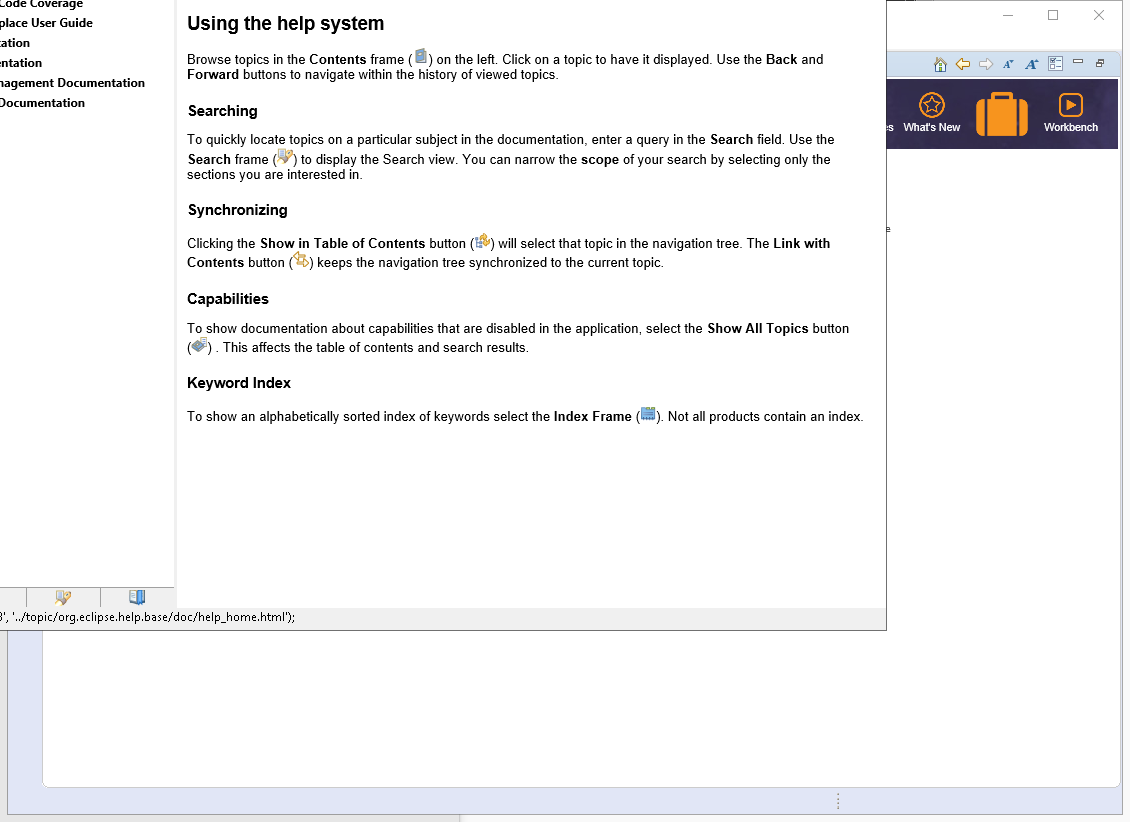 Code Coverage
place User Guide
ation
entation
nagement Documentation
Documentation
Using the help system
Browse topics in the Contents frame ( ) on the left. Click on a topic to have it displayed. Use the Back and
Forward buttons to navigate within the history of viewed topics.
Searching
To quickly locate topics on a particular subject in the documentation, enter a query in the Search field. Use the
Search frame ( ) to display the Search view. You can narrow the scope of your search by selecting only the
sections you are interested in.
Synchronizing
Clicking the Show in Table of Contents button ( ) will select that topic in the navigation tree. The Link with
Contents button ( ) keeps the navigation tree synchronized to the current topic.
Capabilities
To show documentation about capabilities that are disabled in the application, select the Show All Topics button
( ) . This affects the table of contents and search results.
Keyword Index
To show an alphabetically sorted index of keywords select the Index Frame ( ). Not all products contain an index.
', '../topic/org.eclipse.help.base/doc/help_home.html');
A A
es What's New Workbench
e